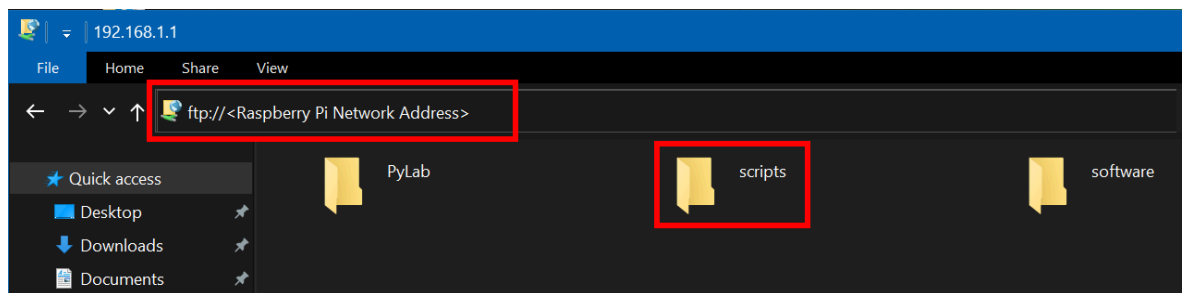 192.168.1.1
File Home Share View
ftp://<Raspberry Pi Network Address>
Quick access
PyLab scripts software
Desktop
Downloads
Documents